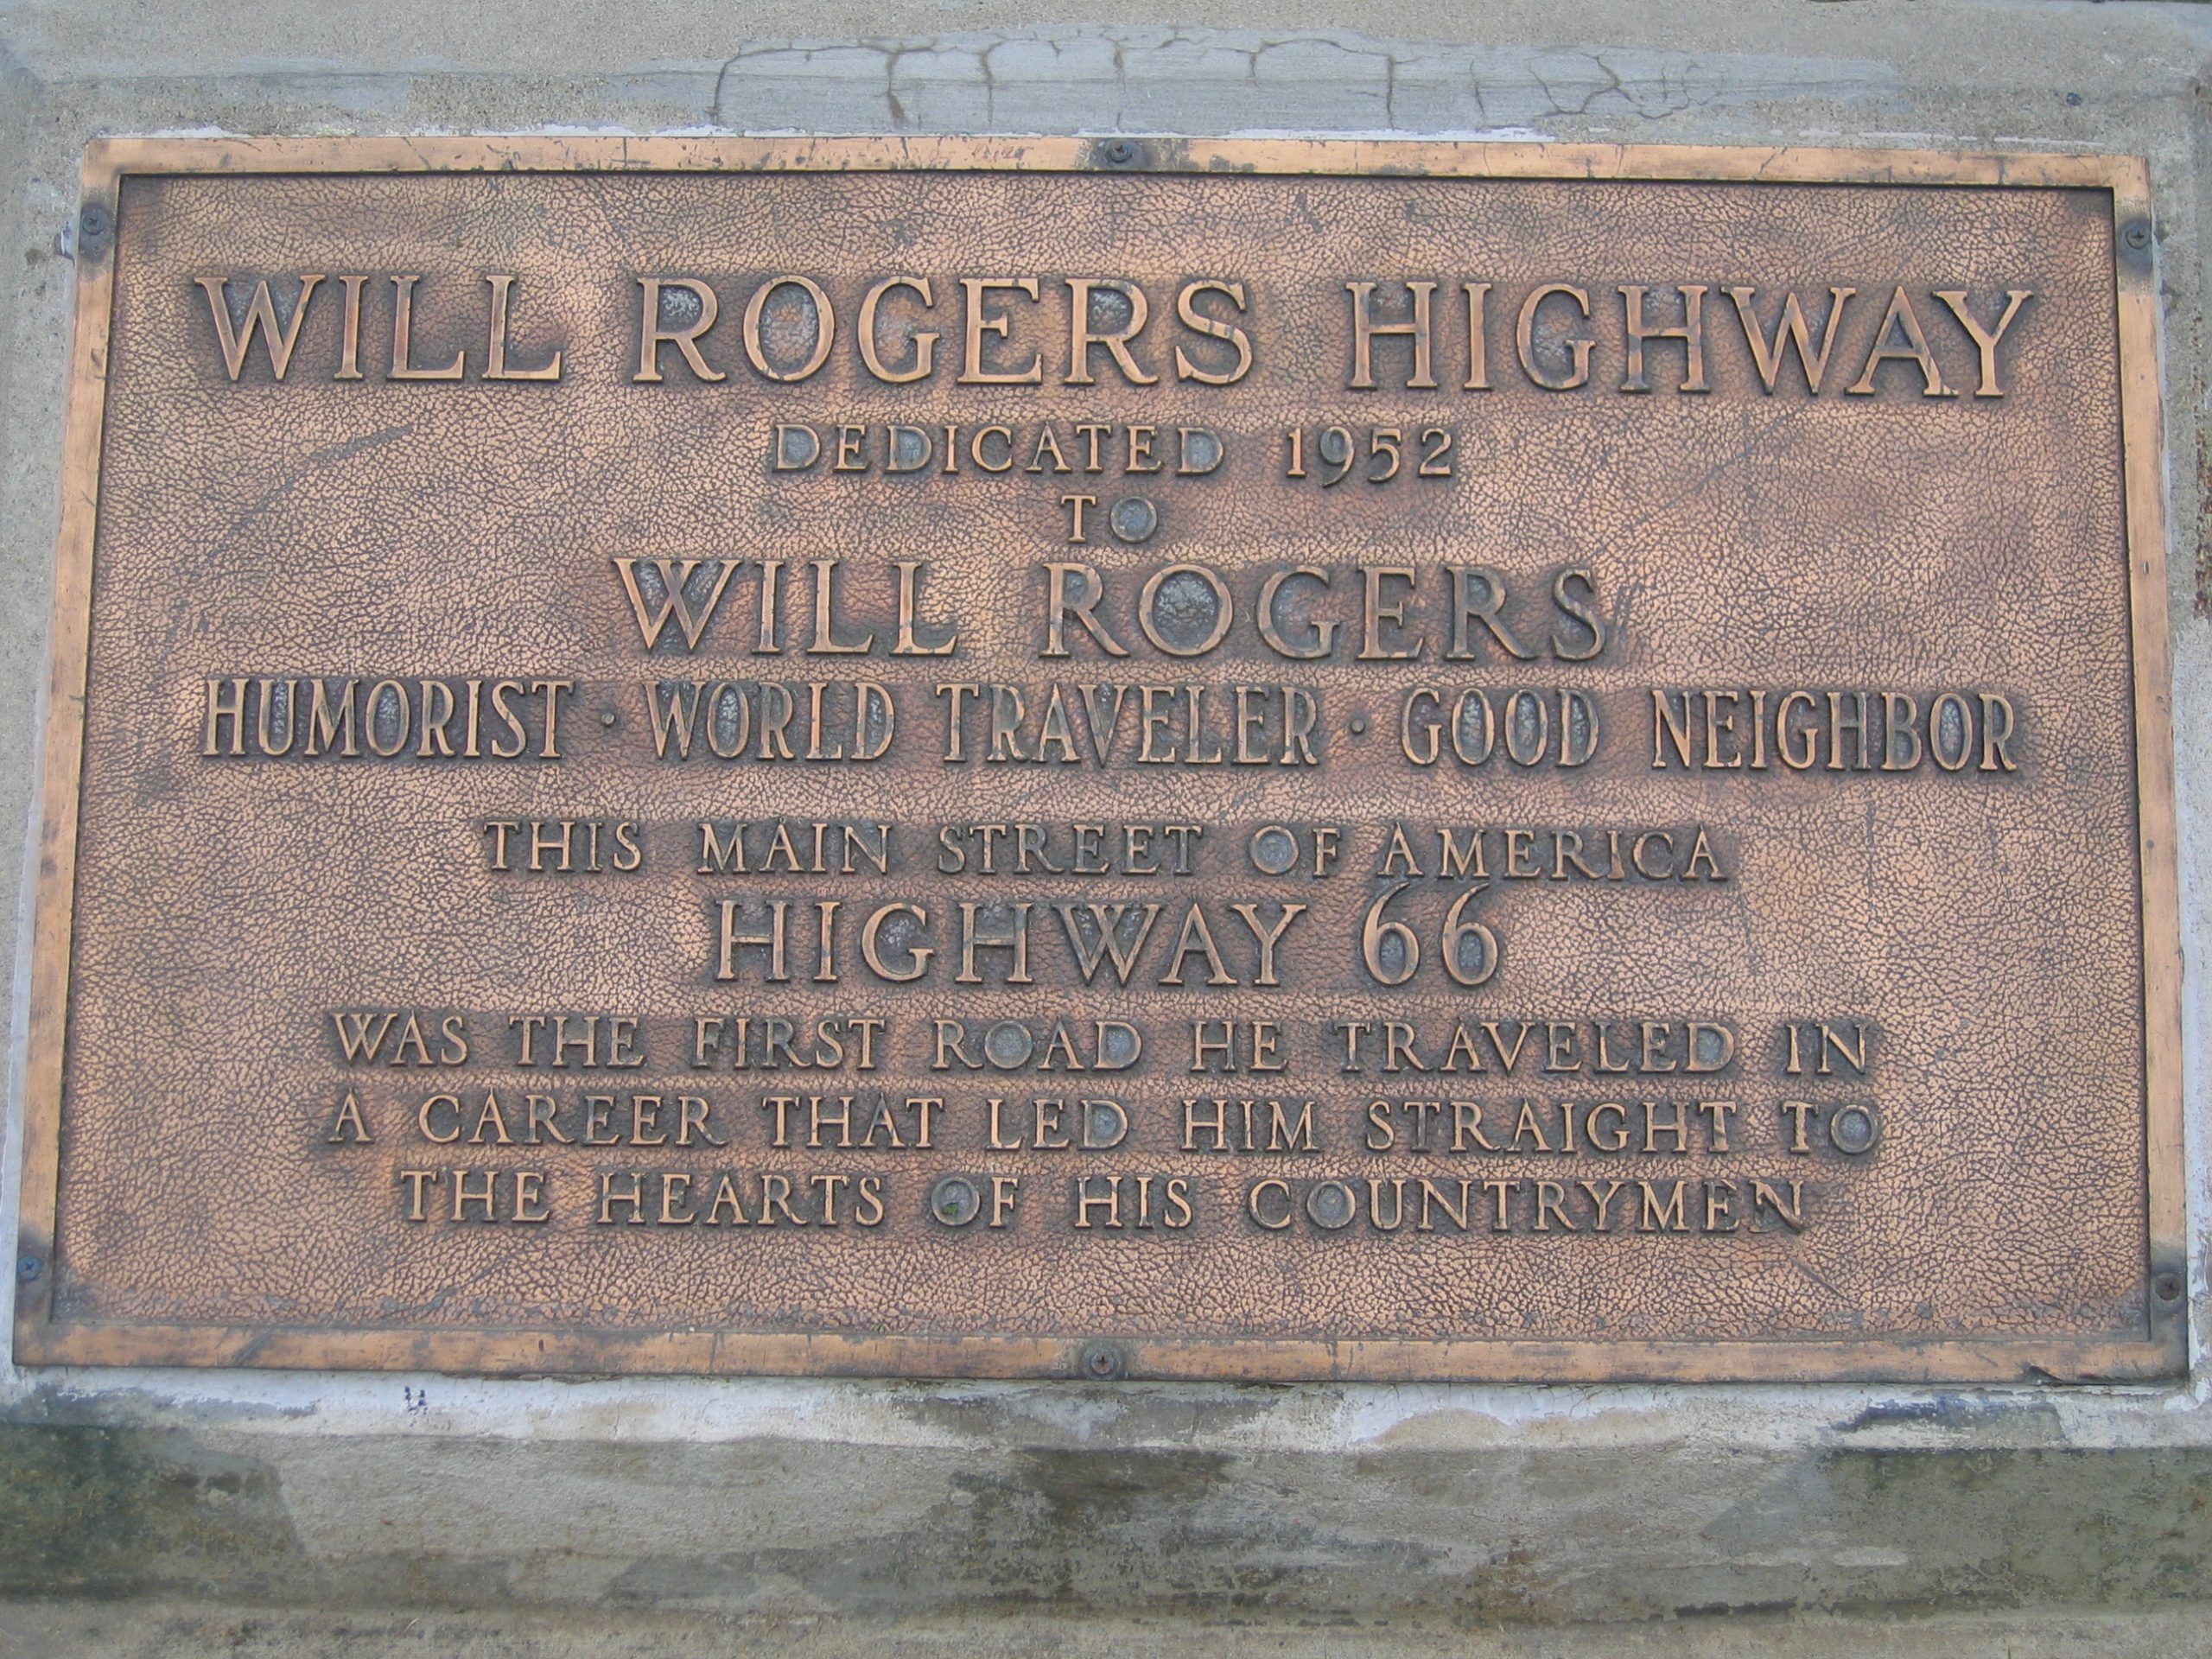 WILL ROGERS HIGHWAY
DEDICATED 1952
TO
WILL ROGERS
HUMORIST · WORLD TRAVELER · GOOD NEIGHBOR
THIS MAIN STREET OF AMERICA
HIGHWAY 66
WAS THE FIRST ROAD HE TRAVELED IN
A CAREER THAT LED HIM STRAIGHT TO
THE HEARTS OF HIS COUNTRYMEN